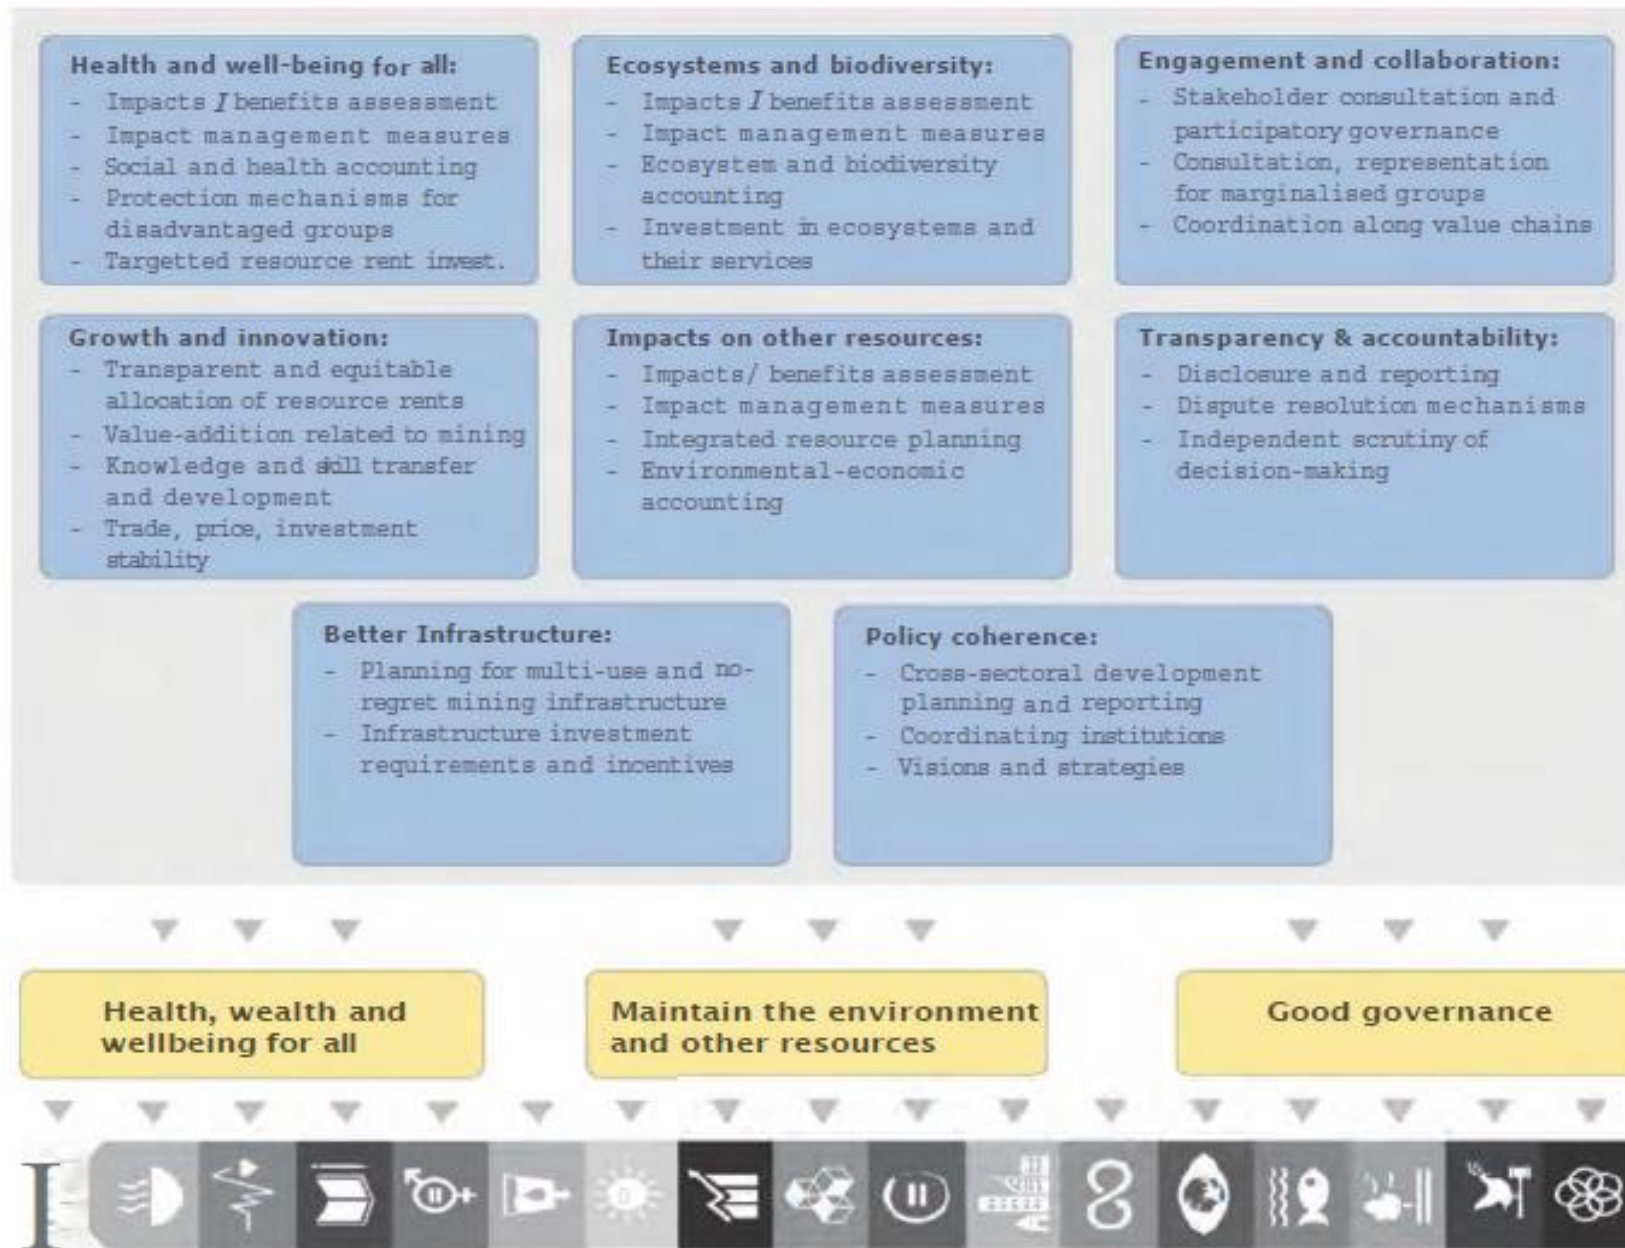 Health and well-being for all:
- Impacts I benefits assessment
- Impact management measures
- Social and health accounting
- Protection mechanisms for
disadvantaged groups
- Targetted resource rent invest.
Ecosystems and biodiversity:
- Impacts I benefits assessment
- Impact management measures
- Ecosystem and biodiversity
accounting
- Investment in ecosystems and
their services
Engagement and collaboration:
- Stakeholder consultation and
participatory governance
- Consultation, representation
for marginalised groups
- Coordination along value chains
Growth and innovation:
- Transparent and equitable
allocation of resource rents
- Value-addition related to mining
- Knowledge and skill transfer
and development
- Trade, price, investment
stability
Impacts on other resources:
- Impacts/ benefits assessment
- Impact management measures
- Integrated resource planning
- Environmental-economic
accounting
Transparency & accountability:
- Disclosure and reporting
- Dispute resolution mechanisms
- Independent scrutiny of
decision-making
Better Infrastructure:
- Planning for multi-use and no-
regret mining infrastructure
- Infrastructure investment
requirements and incentives
Policy coherence:
- Cross-sectoral development
planning and reporting
- Coordinating institutions
- Visions and strategies
Health, wealth and
wellbeing for all
Maintain the environment
and other resources
Good governance
I